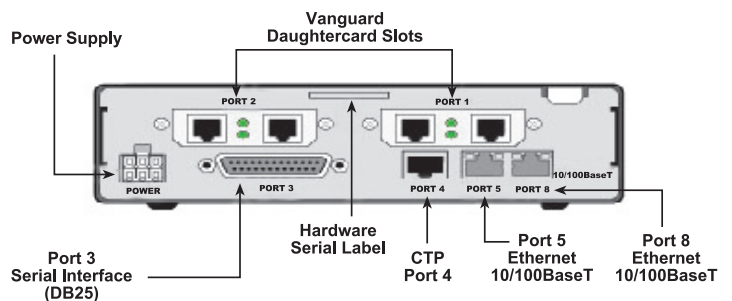 Vanguard
Daughtercard Slots
Power Supply
PORT 2
PORT 1
POWER
PORT 3
PORT 4
PORT 5
PORT 8
10/100BaseT
Hardware
Serial Label
Port 3
Serial Interface
(DB25)
CTP
Port 4
Port 5
Ethernet
10/100BaseT
Port 8
Ethernet
10/100BaseT